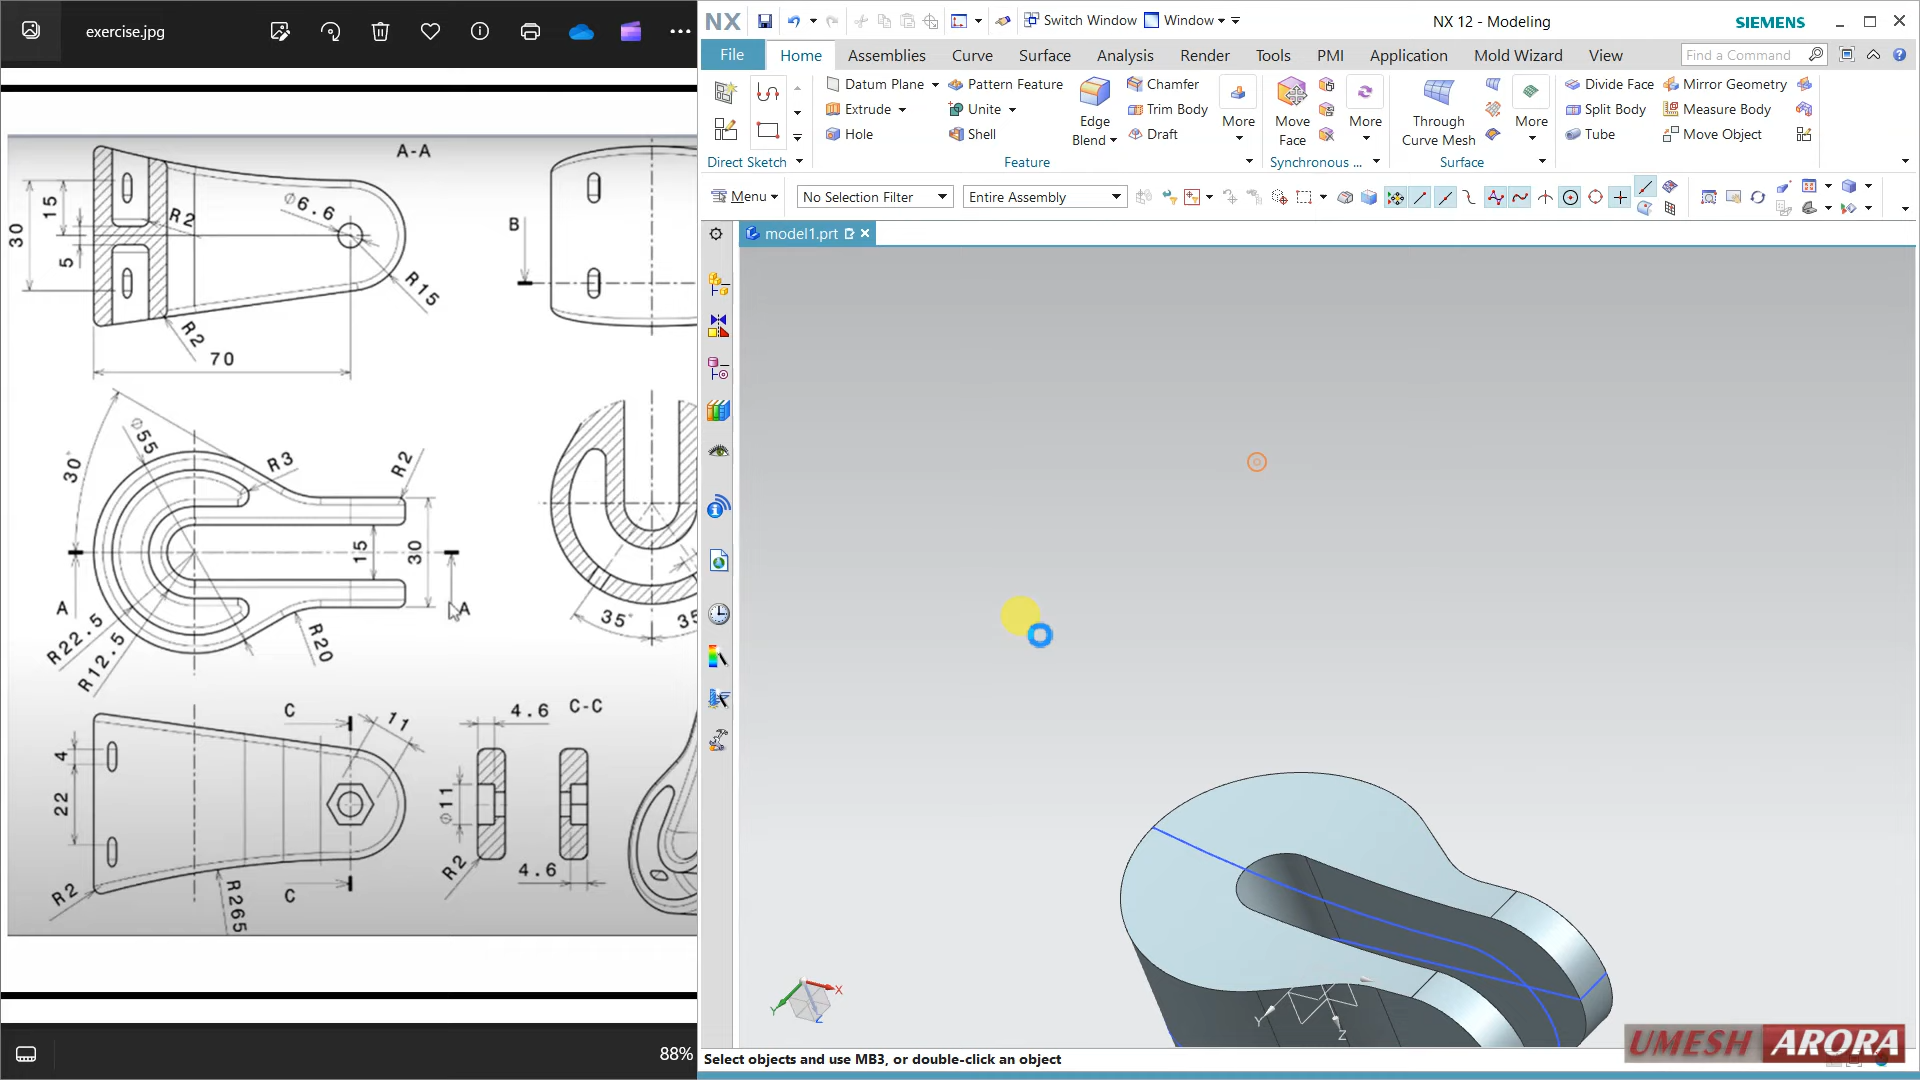 exercise.jpg
NX
Switch Window
Window
NX 12 - Modeling
SIEMENS
File
Home
Assemblies
Curve
Surface
Analysis
Render
Tools
PMI
Application
Mold Wizard
View
Find a Command
Datum Plane
Pattern Feature
Chamfer
Divide Face
Mirror Geometry
Extrude
Unite
Trim Body
Split Body
Measure Body
Hole
Shell
Edge
Blend
Draft
More
Move
Face
More
Through
Curve Mesh
More
Tube
Move Object
Direct Sketch
Feature
Synchronous ...
Surface
Menu
No Selection Filter
Entire Assembly
model1.prt
A-A
30
15
5
R2
Ø6.6
R15
R2
70
B
30°
Ø55
R3
R2
15
30
A
A
R22.5
R12.5
R20
35°
35
4
22
R2
R265
C
C
11
4.6
C-C
Ø11
R2
4.6
X
Y
Z
Y
Z
UMESH ARORA
88%
Select objects and use MB3, or double-click an object